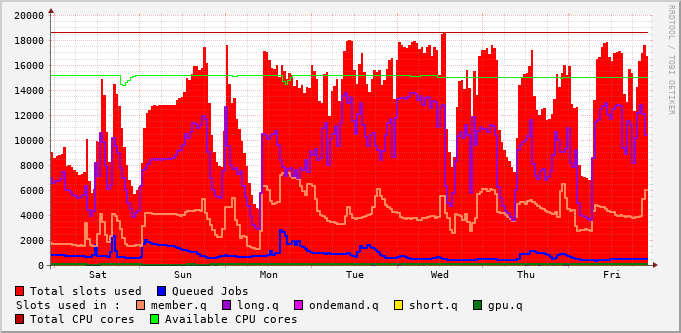 20000
18000
16000
14000
12000
10000
8000
6000
4000
2000
0
Sat Sun Mon Tue Wed Thu Fri
RRDTOOL / TOBI OETIKER
Total slots used Queued Jobs
Slots used in : member.q long.q ondemand.q short.q gpu.q
Total CPU cores Available CPU cores